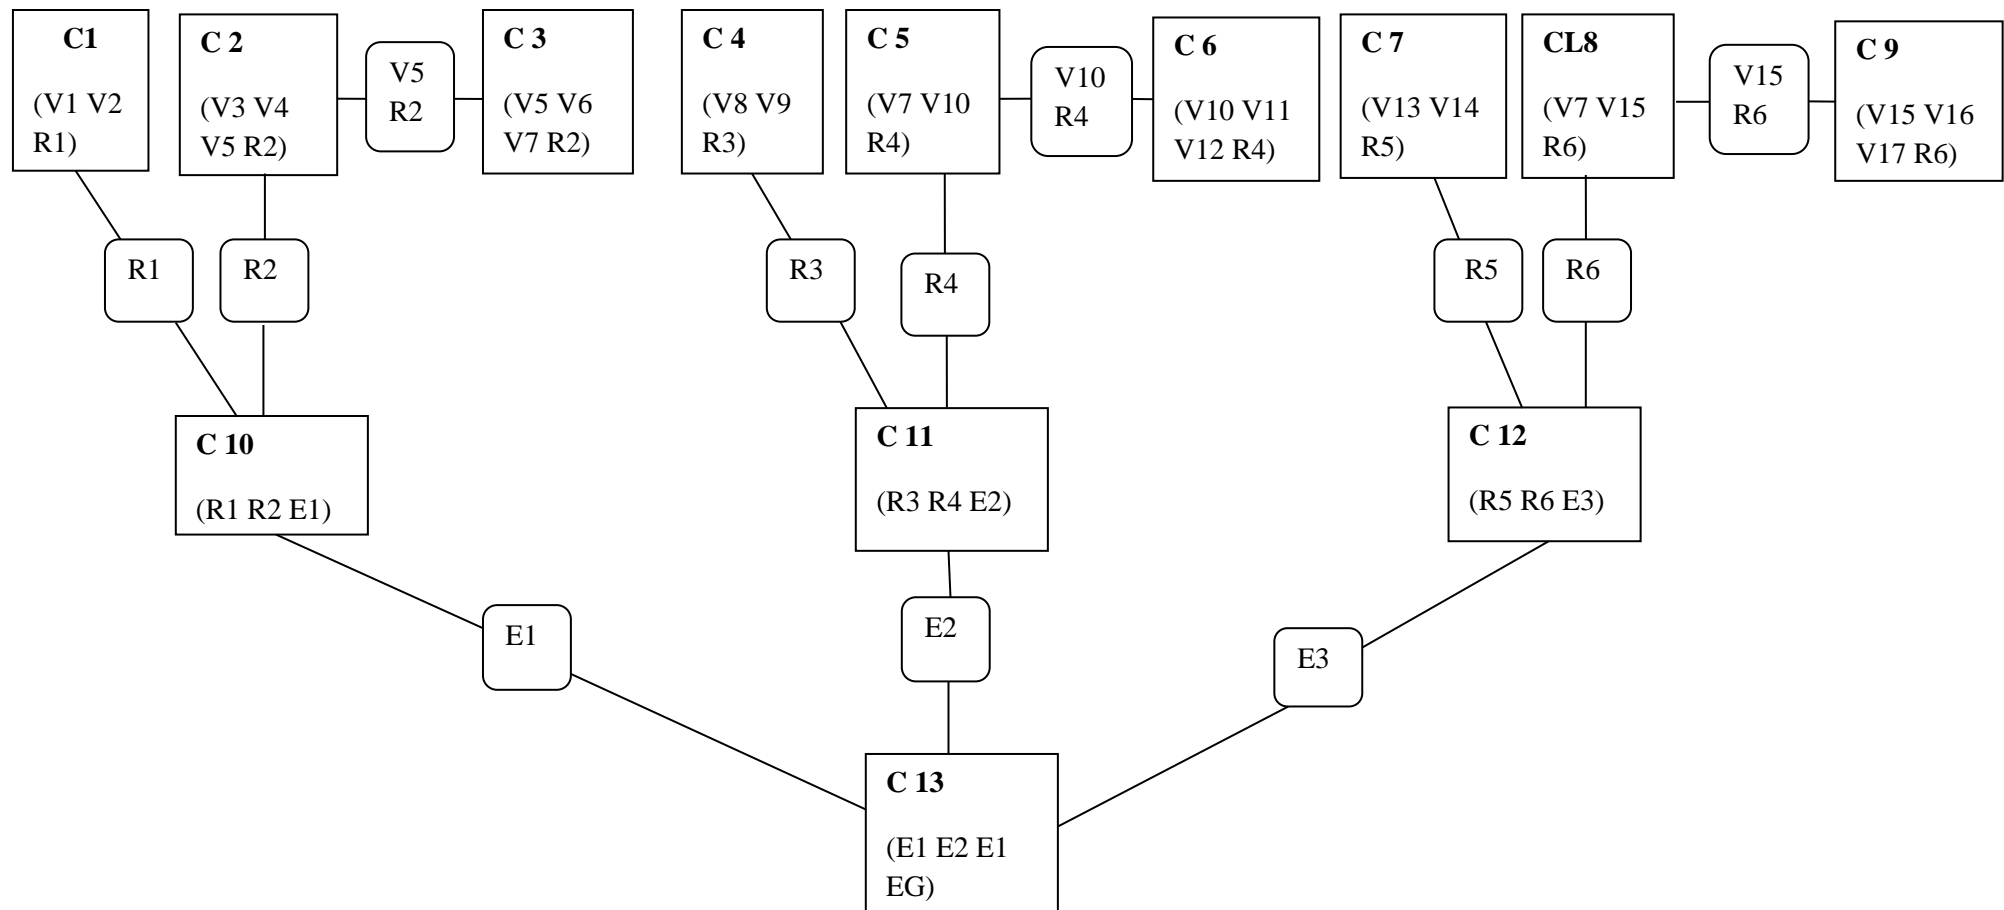 C1
(V1 V2
R1)
C 2
(V3 V4
V5 R2)
V5
R2
C 3
(V5 V6
V7 R2)
C 4
(V8 V9
R3)
C 5
(V7 V10
R4)
V10
R4
C 6
(V10 V11
V12 R4)
C 7
(V13 V14
R5)
CL8
(V7 V15
R6)
V15
R6
C 9
(V15 V16
V17 R6)
R1
R2
R3
R4
R5
R6
C 10
(R1 R2 E1)
C 11
(R3 R4 E2)
C 12
(R5 R6 E3)
E1
E2
E3
C 13
(E1 E2 E1
EG)